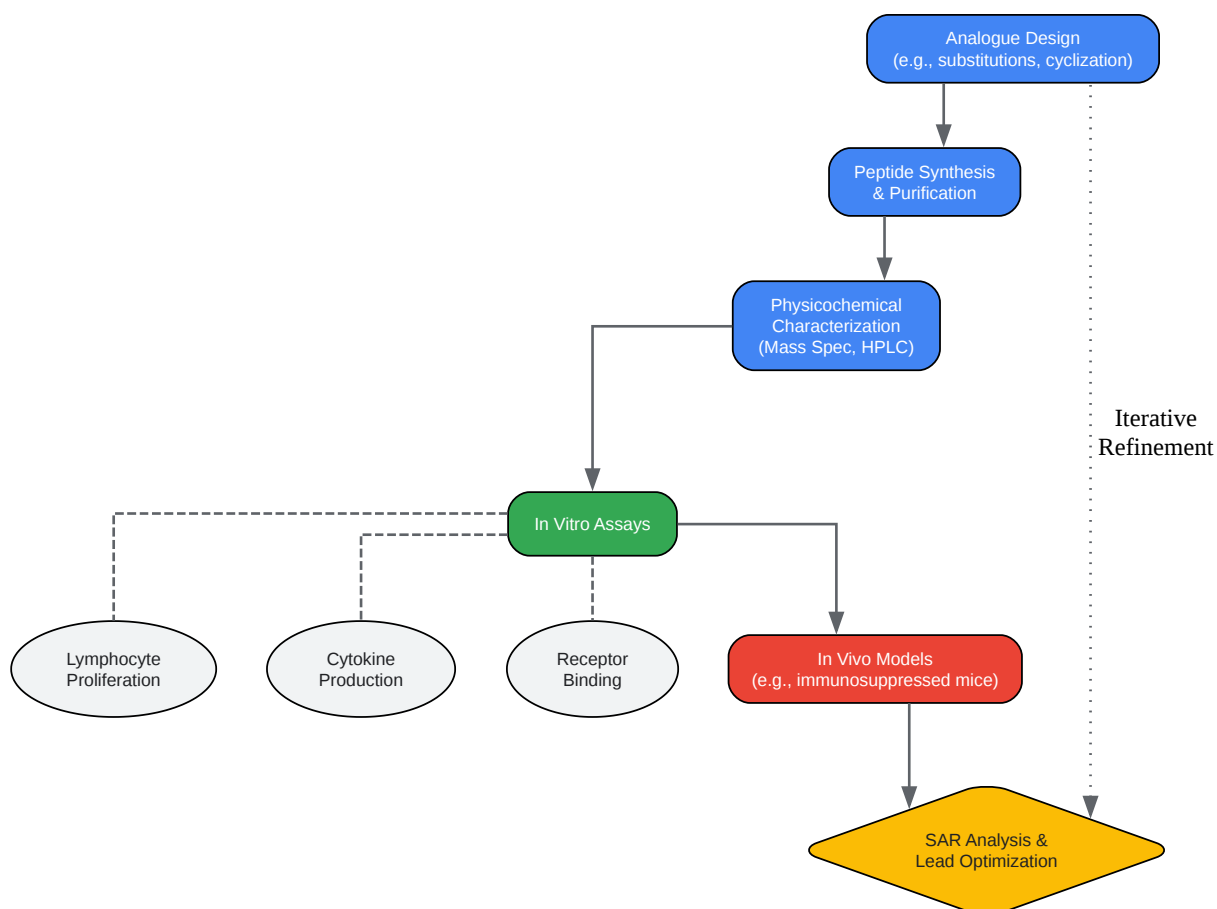 Analogue Design
(e.g., substitutions, cyclization)
Peptide Synthesis
& Purification
Physicochemical
Characterization
(Mass Spec, HPLC)
Iterative
Refinement
In Vitro Assays
Lymphocyte
Proliferation
Cytokine
Production
Receptor
Binding
In Vivo Models
(e.g., immunosuppressed mice)
SAR Analysis &
Lead Optimization